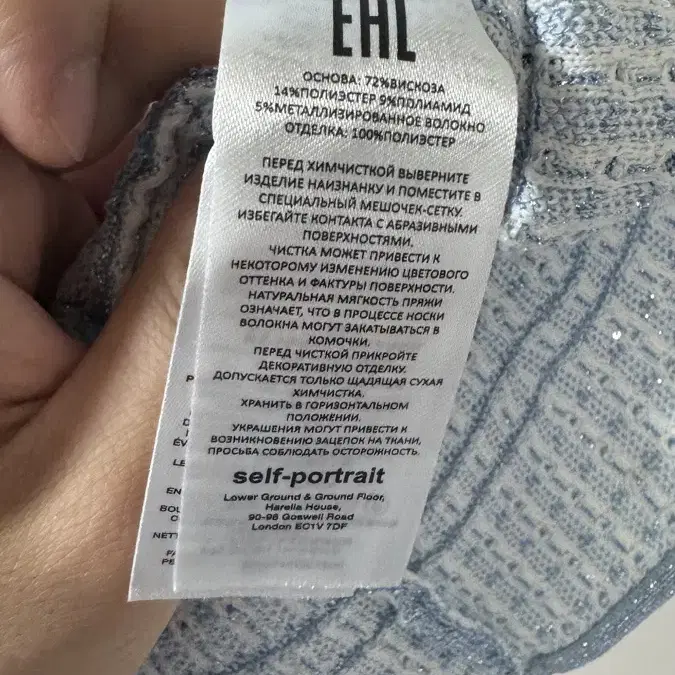 EAC
ОСНОВА: 72%ВИСКОЗА
14%ПОЛИЭСТЕР 9%ПОЛИАМИД
5%МЕТАЛЛИЗИРОВАННОЕ ВОЛОКНО
ОТДЕЛКА: 100%ПОЛИЭСТЕР
ПЕРЕД ХИМЧИСТКОЙ ВЫВЕРНИТЕ
ИЗДЕЛИЕ НАИЗНАНКУ И ПОМЕСТИТЕ В
СПЕЦИАЛЬНЫЙ МЕШОЧЕК-СЕТКУ.
ИЗБЕГАЙТЕ КОНТАКТА С АБРАЗИВНЫМИ
ПОВЕРХНОСТЯМИ.
ЧИСТКА МОЖЕТ ПРИВЕСТИ К
НЕКОТОРОМУ ИЗМЕНЕНИЮ ЦВЕТОВОГО
ОТТЕНКА И ФАКТУРЫ ПОВЕРХНОСТИ.
НАТУРАЛЬНАЯ МЯГКОСТЬ ПРЯЖИ
ОЗНАЧАЕТ, ЧТО В ПРОЦЕССЕ НОСКИ
ВОЛОКНА МОГУТ ЗАКАТЫВАТЬСЯ В
КОМОЧКИ.
ПЕРЕД ЧИСТКОЙ ПРИКРОЙТЕ
ДЕКОРАТИВНУЮ ОТДЕЛКУ.
ДОПУСКАЕТСЯ ТОЛЬКО ЩАДЯЩАЯ СУХАЯ
ХИМЧИСТКА.
ХРАНИТЬ В ГОРИЗОНТАЛЬНОМ
ПОЛОЖЕНИИ.
УКРАШЕНИЯ МОГУТ ПРИВЕСТИ К
ВОЗНИКНОВЕНИЮ ЗАЦЕПОК НА ТКАНИ,
ПРОСЬБА СОБЛЮДАТЬ ОСТОРОЖНОСТЬ.
self-portrait
Lower Ground & Ground Floor,
Harella House,
90-98 Goswell Road
London EC1V 7DF